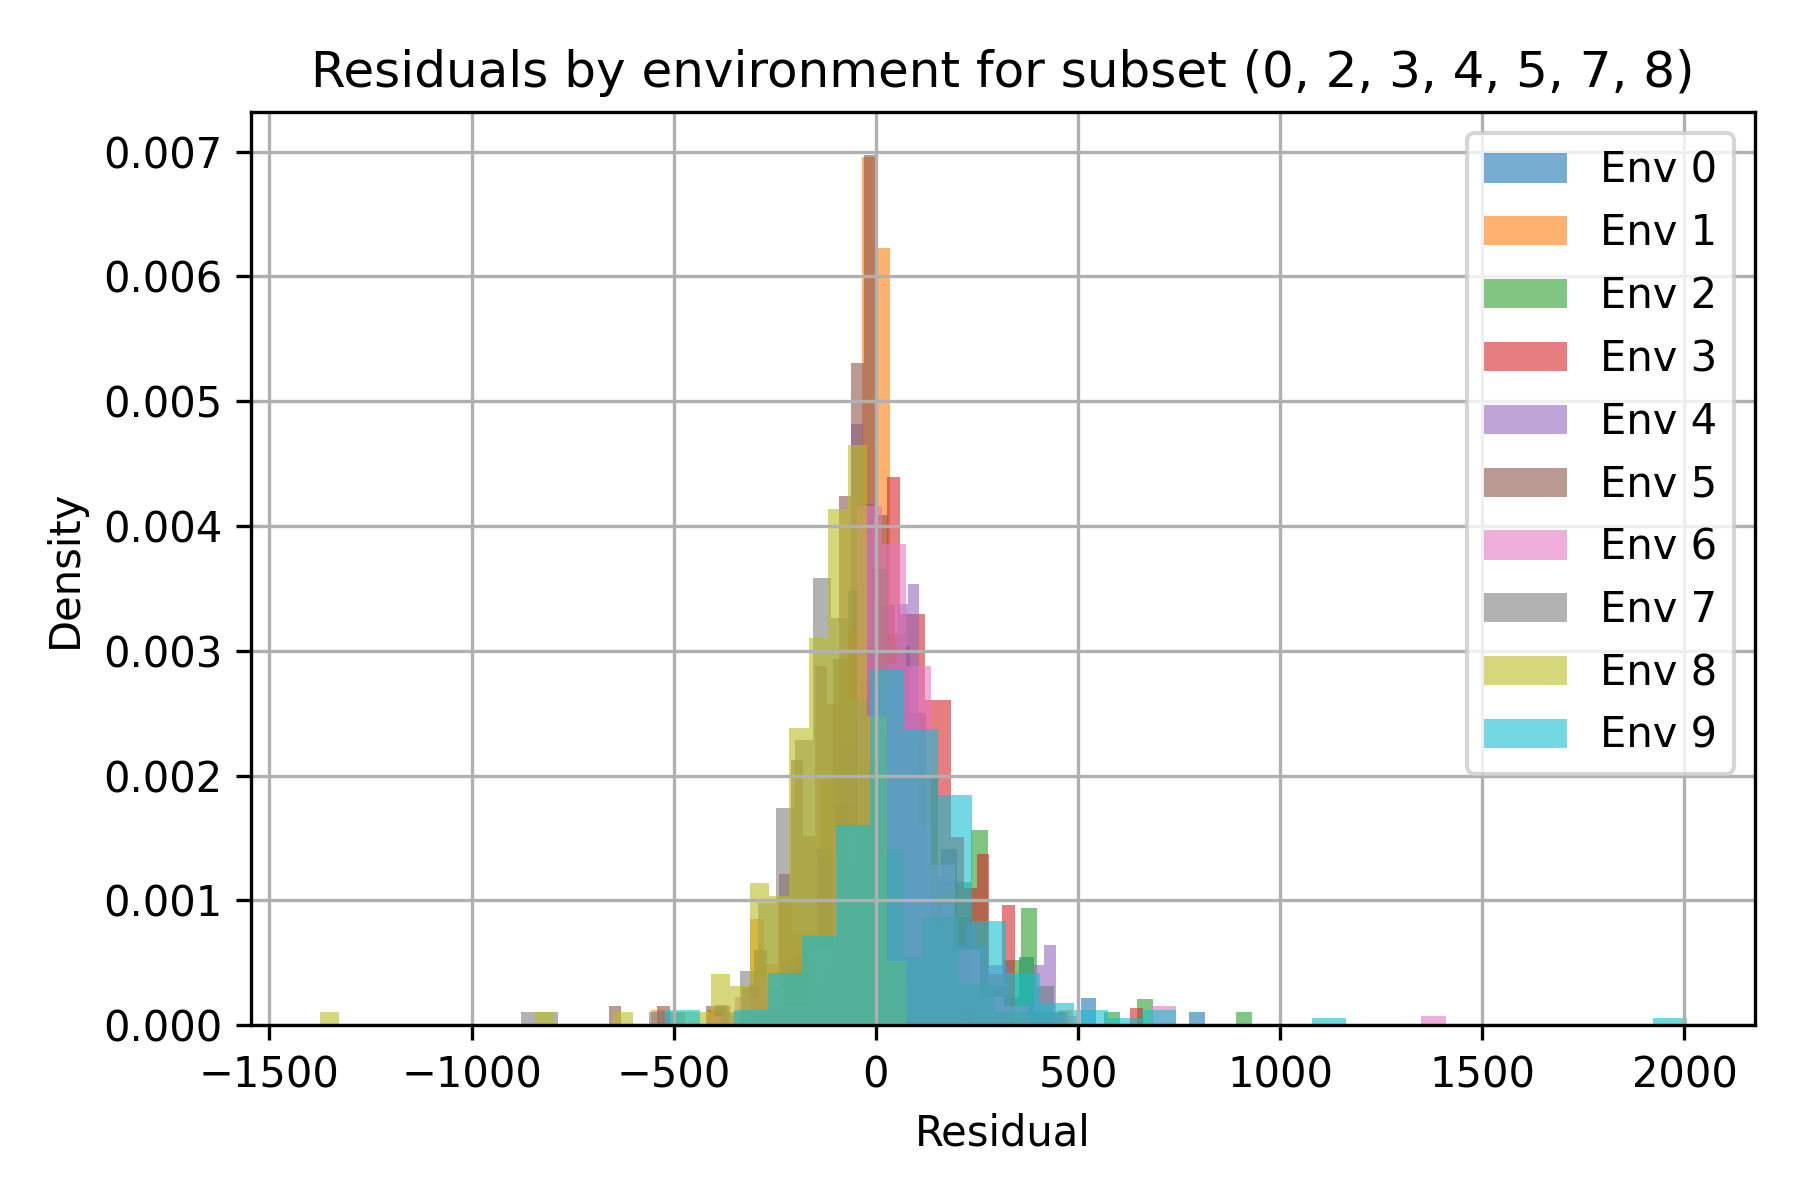 Residuals by environment for subset (0, 2, 3, 4, 5, 7, 8)
0.007
0.006
0.005
0.004
0.003
0.002
0.001
0.000
Density
−1500
−1000
−500
0
500
1000
1500
2000
Residual
Env 0
Env 1
Env 2
Env 3
Env 4
Env 5
Env 6
Env 7
Env 8
Env 9